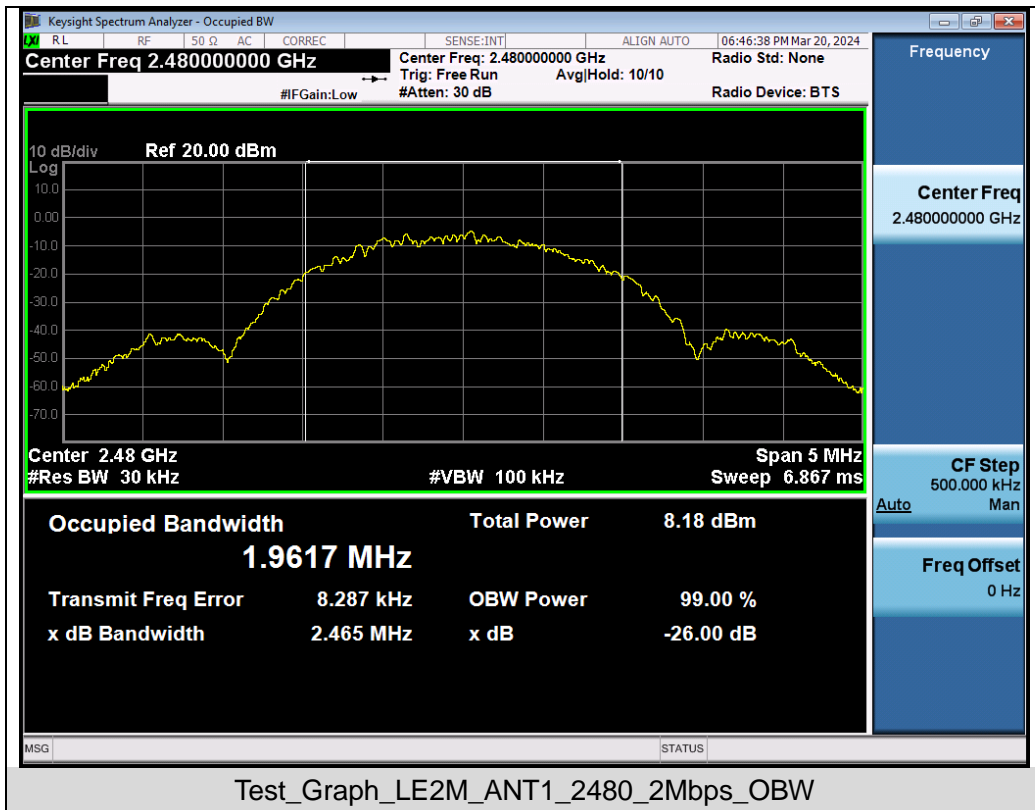 Keysight Spectrum Analyzer - Occupied BW
LXI RL RF 50 Ω AC CORREC SENSE:INT ALIGN AUTO 06:46:38 PM Mar 20, 2024
Center Freq 2.480000000 GHz
Center Freq: 2.480000000 GHz
Radio Std: None
Trig: Free Run Avg|Hold: 10/10
#IFGain:Low
#Atten: 30 dB
Radio Device: BTS
Frequency
10 dB/div Ref 20.00 dBm
Log
10.0
0.00
-10.0
-20.0
-30.0
-40.0
-50.0
-60.0
-70.0
Center 2.48 GHz Span 5 MHz
#Res BW 30 kHz #VBW 100 kHz Sweep 6.867 ms
Occupied Bandwidth Total Power 8.18 dBm
1.9617 MHz
Transmit Freq Error 8.287 kHz OBW Power 99.00 %
x dB Bandwidth 2.465 MHz x dB -26.00 dB
Center Freq
2.480000000 GHz
CF Step
500.000 kHz
Auto Man
Freq Offset
0 Hz
MSG STATUS
Test_Graph_LE2M_ANT1_2480_2Mbps_OBW